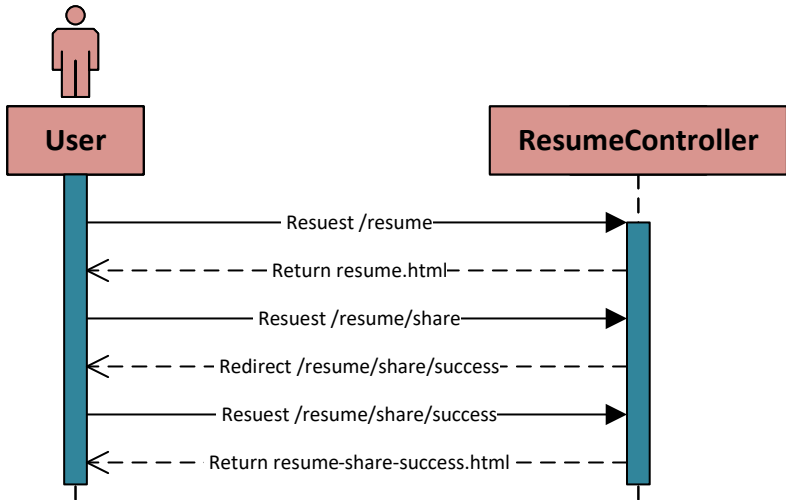 User
ResumeController
Resuest /resume
Return resume.html
Resuest /resume/share
Redirect /resume/share/success
Resuest /resume/share/success
Return resume-share-success.html